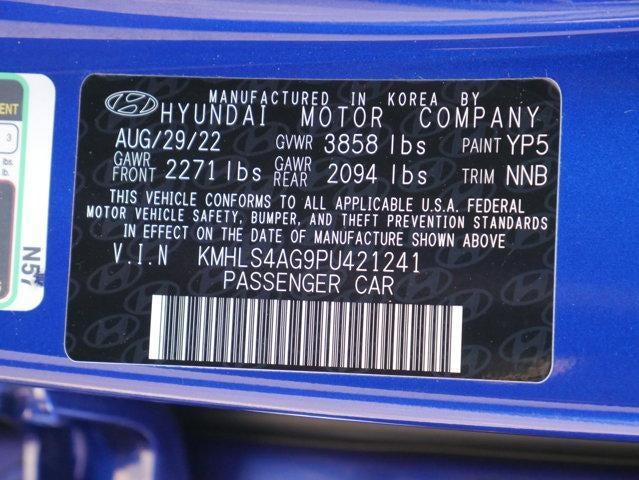 MANUFACTURED IN KOREA BY
HYUNDAI MOTOR COMPANY
AUG/29/22 GVWR 3858 lbs PAINT YP5
GAWR FRONT 2271 lbs GAWR REAR 2094 lbs TRIM NNB
THIS VEHICLE CONFORMS TO ALL APPLICABLE U.S.A. FEDERAL
MOTOR VEHICLE SAFETY, BUMPER, AND THEFT PREVENTION STANDARDS
IN EFFECT ON THE DATE OF MANUFACTURE SHOWN ABOVE
V.I.N KMHLS4AG9PU421241
PASSENGER CAR
3
lbs.